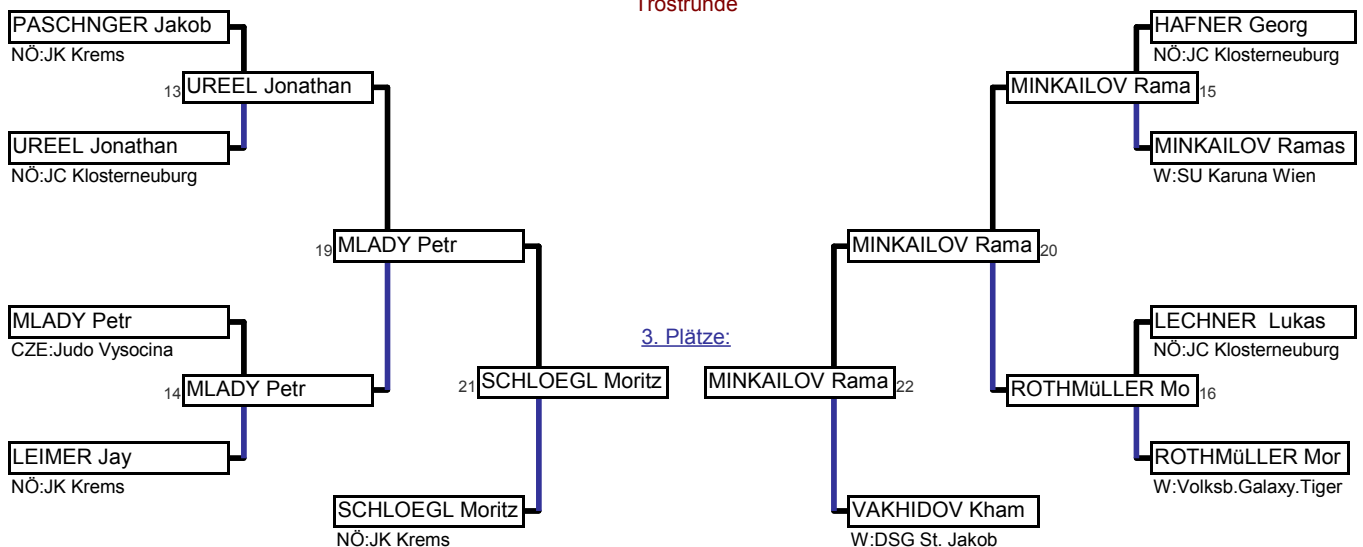 Trostrunde
PASCHNGER Jakob
NÖ:JK Krems
HAFNER Georg
NÖ:JC Klosterneuburg
13 UREEL Jonathan
MINKAILOV Rama 15
UREEL Jonathan
NÖ:JC Klosterneuburg
MINKAILOV Ramas
W:SU Karuna Wien
19 MLADY Petr
MINKAILOV Rama 20
MLADY Petr
CZE:Judo Vysocina
LECHNER Lukas
NÖ:JC Klosterneuburg
3. Plätze:
14 MLADY Petr
21 SCHLOEGL Moritz
MINKAILOV Rama 22
ROTHMüLLER Mo 16
LEIMER Jay
NÖ:JK Krems
ROTHMüLLER Mor
W:Volksb.Galaxy.Tiger
SCHLOEGL Moritz
NÖ:JK Krems
VAKHIDOV Kham
W:DSG St. Jakob